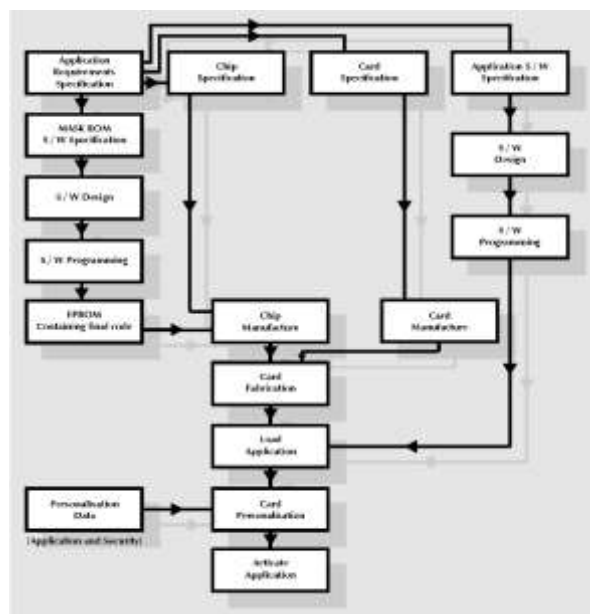 Application
Requirements
Specification
Chip
Specification
Card
Specification
Application S / W
Specification
MASK ROM
S / W Specification
S / W
Design
S / W Design
S / W
Programming
S / W Programming
EPROM
Containing final code
Chip
Manufacture
Card
Manufacture
Card
Fabrication
Load
Application
Personalisation
Data
(Application and Security)
Card
Personalisation
Activate
Application